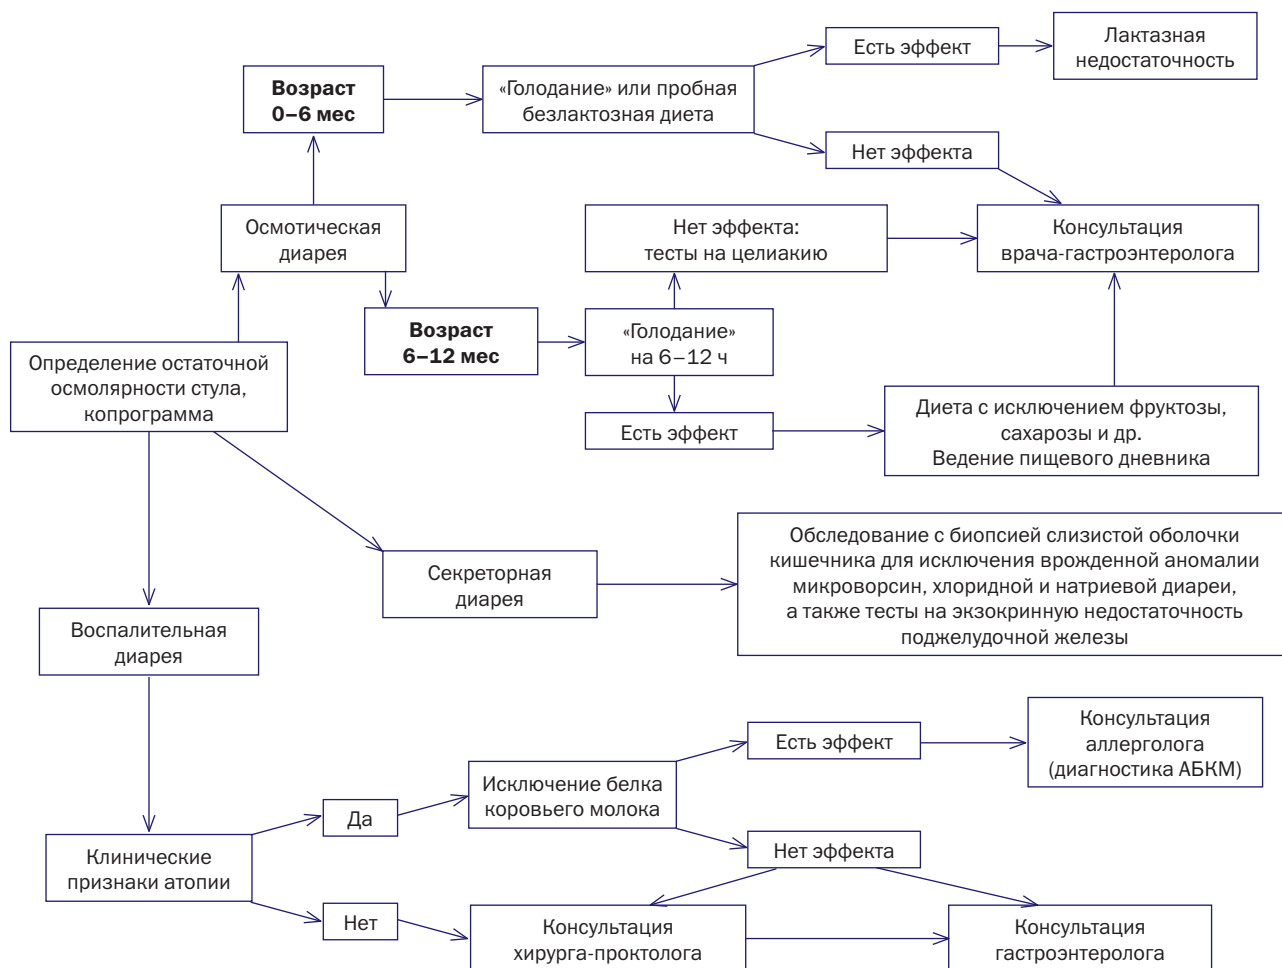 Есть эффект
Лактазная
недостаточность
Возраст
0–6 мес
«Голодание» или пробная
безлактозная диета
Нет эффекта
Осмотическая
диарея
Нет эффекта:
тесты на целиакию
Консультация
врача-гастроэнтеролога
Возраст
6–12 мес
«Голодание»
на 6–12 ч
Определение остаточной
осмолярности стула,
копрограмма
Есть эффект
Диета с исключением фруктозы,
сахарозы и др.
Ведение пищевого дневника
Секреторная
диарея
Обследование с биопсией слизистой оболочки
кишечника для исключения врожденной аномалии
микроворсин, хлоридной и натриевой диареи,
а также тесты на экзокринную недостаточность
поджелудочной железы
Воспалительная
диарея
Есть эффект
Консультация
аллерголога
(диагностика АБКМ)
Исключение белка
коровьего молока
Да
Нет эффекта
Клинические
признаки атопии
Нет
Консультация
хирурга-проктолога
Консультация
гастроэнтеролога